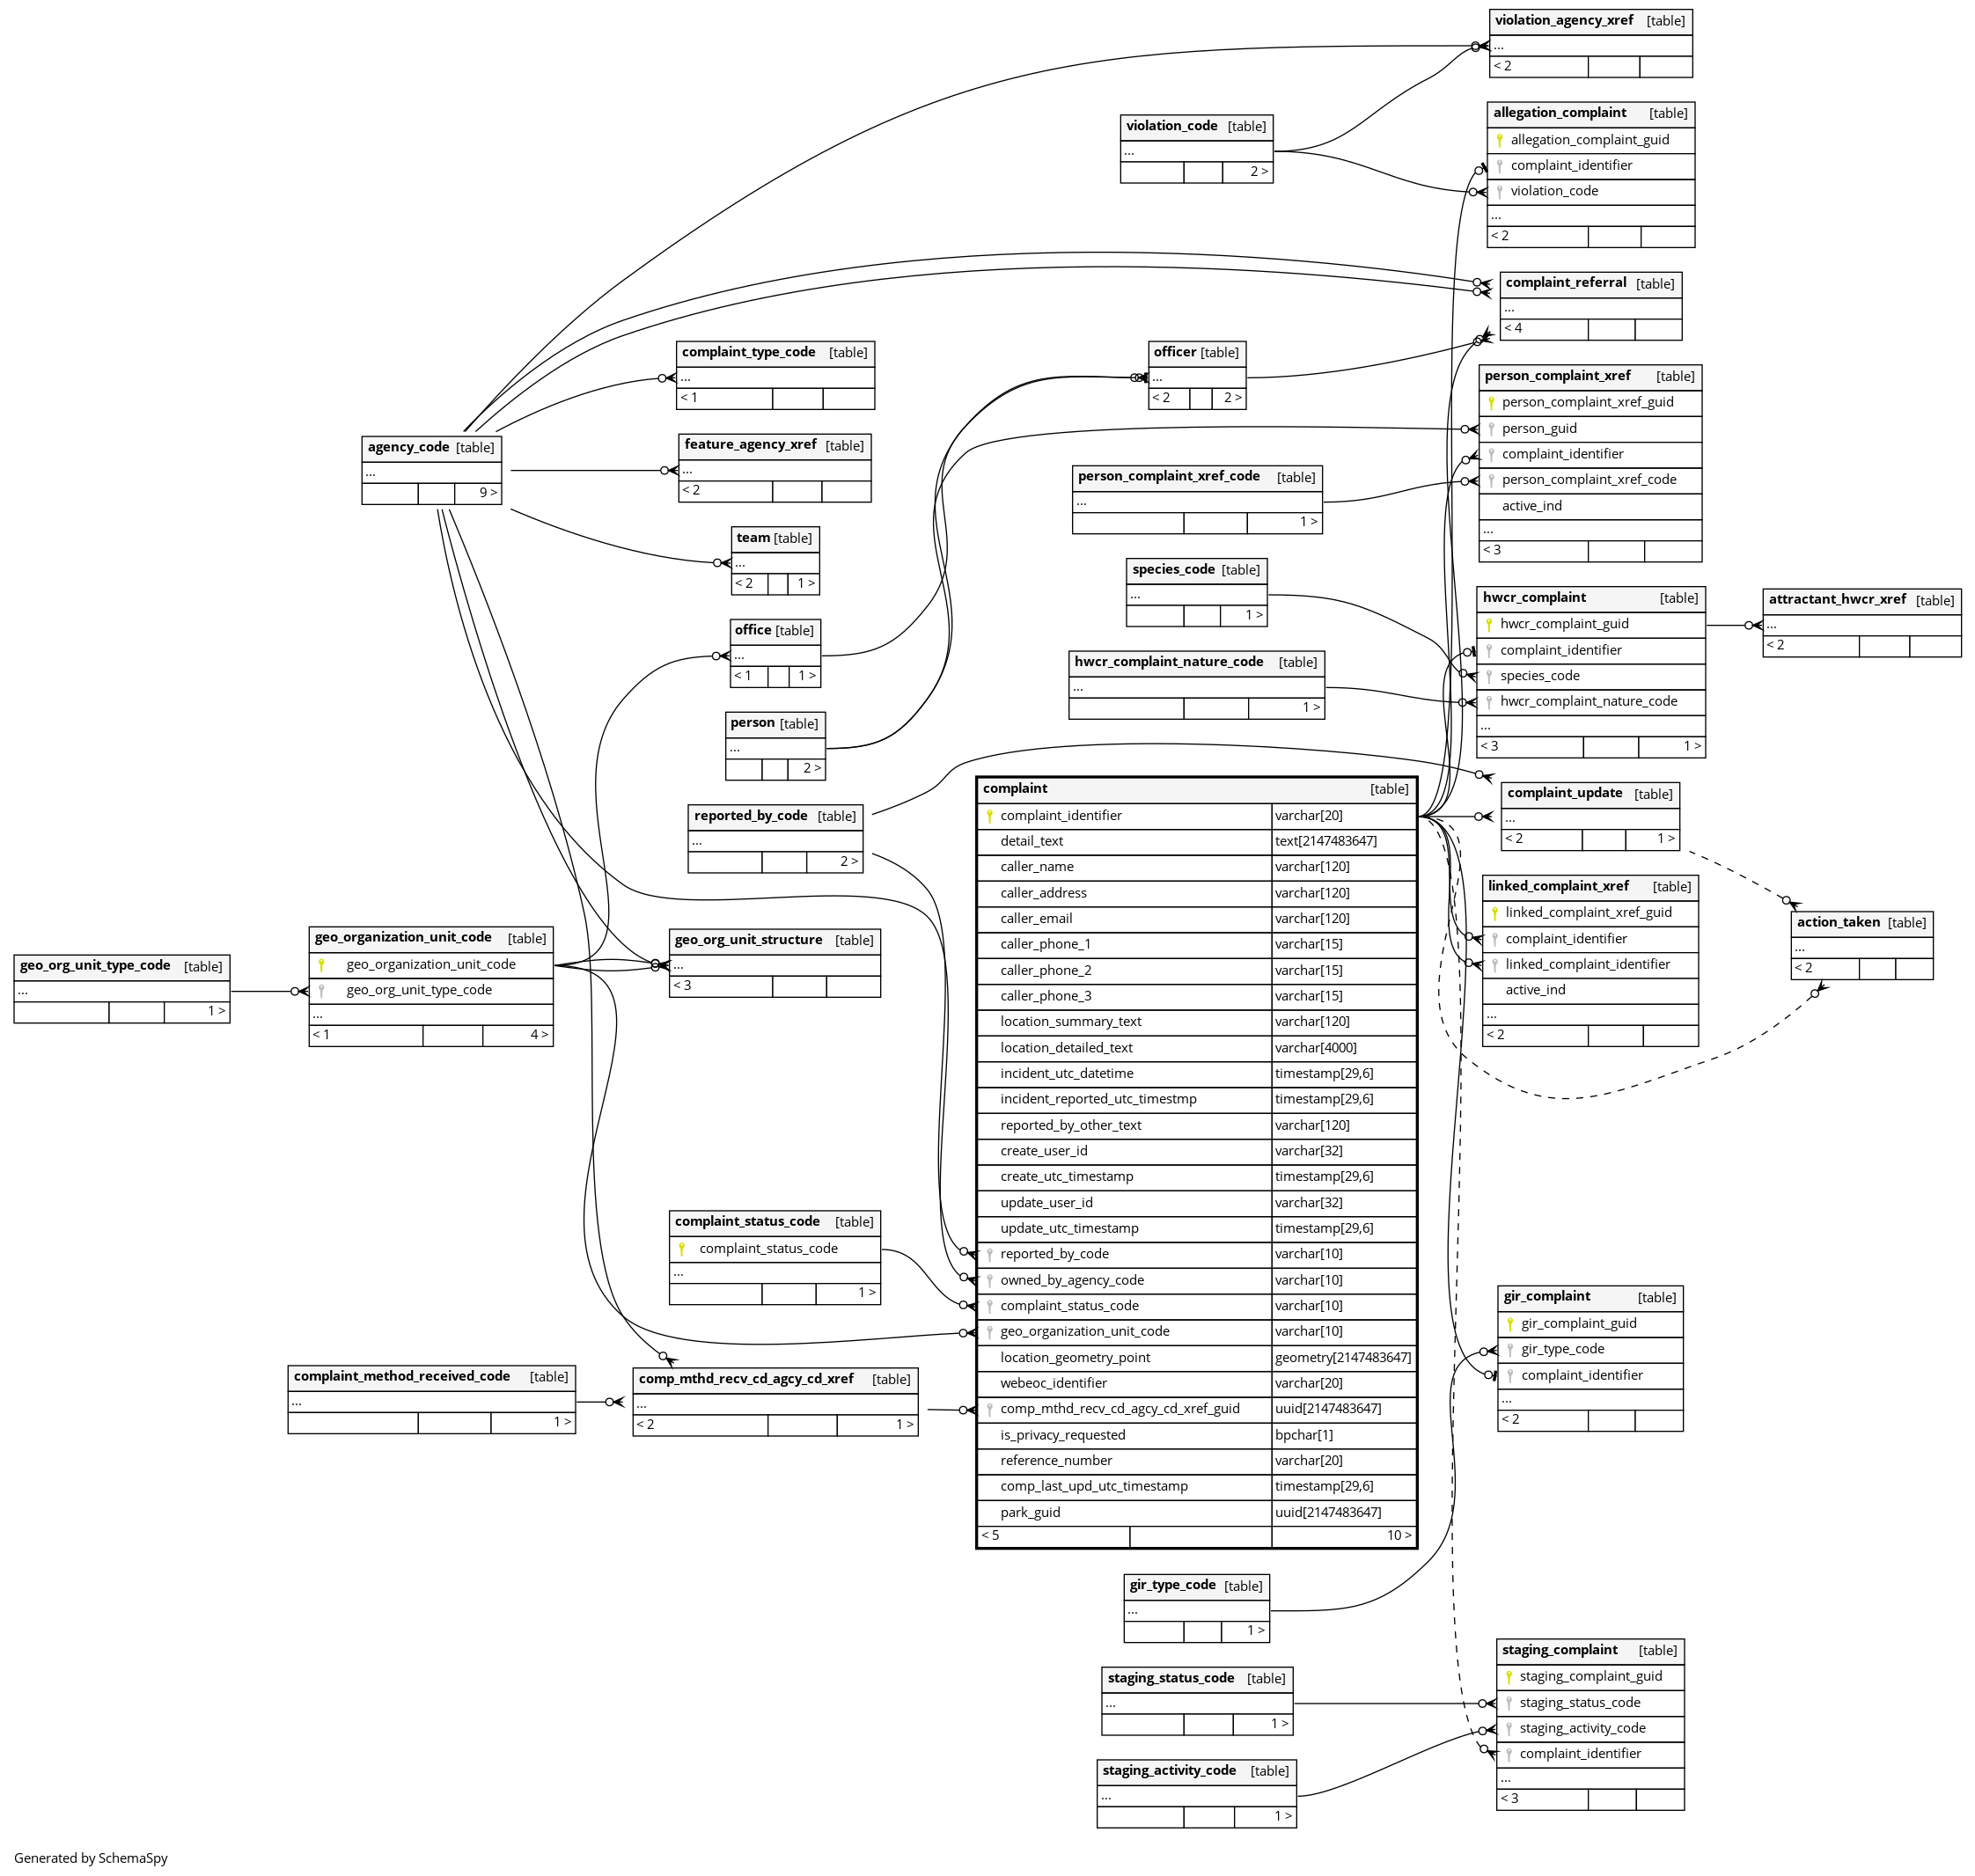 violation_agency_xref [table]
...
< 2
allegation_complaint [table]
allegation_complaint_guid
complaint_identifier
violation_code
...
< 2
violation_code [table]
...
2 >
complaint_referral [table]
...
< 4
complaint_type_code [table]
...
< 1
officer [table]
...
< 2 2 >
person_complaint_xref [table]
person_complaint_xref_guid
person_guid
complaint_identifier
person_complaint_xref_code
active_ind
...
< 3
agency_code [table]
...
9 >
feature_agency_xref [table]
...
< 2
person_complaint_xref_code [table]
...
1 >
team [table]
...
< 2 1 >
species_code [table]
...
1 >
hwcr_complaint [table]
hwcr_complaint_guid
complaint_identifier
species_code
hwcr_complaint_nature_code
...
< 3 1 >
attractant_hwcr_xref [table]
...
< 2
office [table]
...
< 1 1 >
hwcr_complaint_nature_code [table]
...
1 >
person [table]
...
2 >
reported_by_code [table]
...
2 >
complaint [table]
complaint_identifier varchar[20]
detail_text text[2147483647]
caller_name varchar[120]
caller_address varchar[120]
caller_email varchar[120]
caller_phone_1 varchar[15]
caller_phone_2 varchar[15]
caller_phone_3 varchar[15]
location_summary_text varchar[120]
location_detailed_text varchar[4000]
incident_utc_datetime timestamp[29,6]
incident_reported_utc_timestmp timestamp[29,6]
reported_by_other_text varchar[120]
create_user_id varchar[32]
create_utc_timestamp timestamp[29,6]
update_user_id varchar[32]
update_utc_timestamp timestamp[29,6]
reported_by_code varchar[10]
owned_by_agency_code varchar[10]
complaint_status_code varchar[10]
geo_organization_unit_code varchar[10]
location_geometry_point geometry[2147483647]
webeoc_identifier varchar[20]
comp_mthd_recv_cd_agcy_cd_xref_guid uuid[2147483647]
is_privacy_requested bpchar[1]
reference_number varchar[20]
comp_last_upd_utc_timestamp timestamp[29,6]
park_guid uuid[2147483647]
< 5 10 >
complaint_update [table]
...
< 2 1 >
linked_complaint_xref [table]
linked_complaint_xref_guid
complaint_identifier
linked_complaint_identifier
active_ind
...
< 2
action_taken [table]
...
< 2
geo_org_unit_type_code [table]
...
1 >
geo_organization_unit_code [table]
geo_organization_unit_code
geo_org_unit_type_code
...
< 1 4 >
geo_org_unit_structure [table]
...
< 3
complaint_status_code [table]
complaint_status_code
...
1 >
complaint_method_received_code [table]
...
1 >
comp_mthd_recv_cd_agcy_cd_xref [table]
...
< 2 1 >
gir_complaint [table]
gir_complaint_guid
gir_type_code
complaint_identifier
...
< 2
gir_type_code [table]
...
1 >
staging_status_code [table]
...
1 >
staging_complaint [table]
staging_complaint_guid
staging_status_code
staging_activity_code
complaint_identifier
...
< 3
staging_activity_code [table]
...
1 >
Generated by SchemaSpy